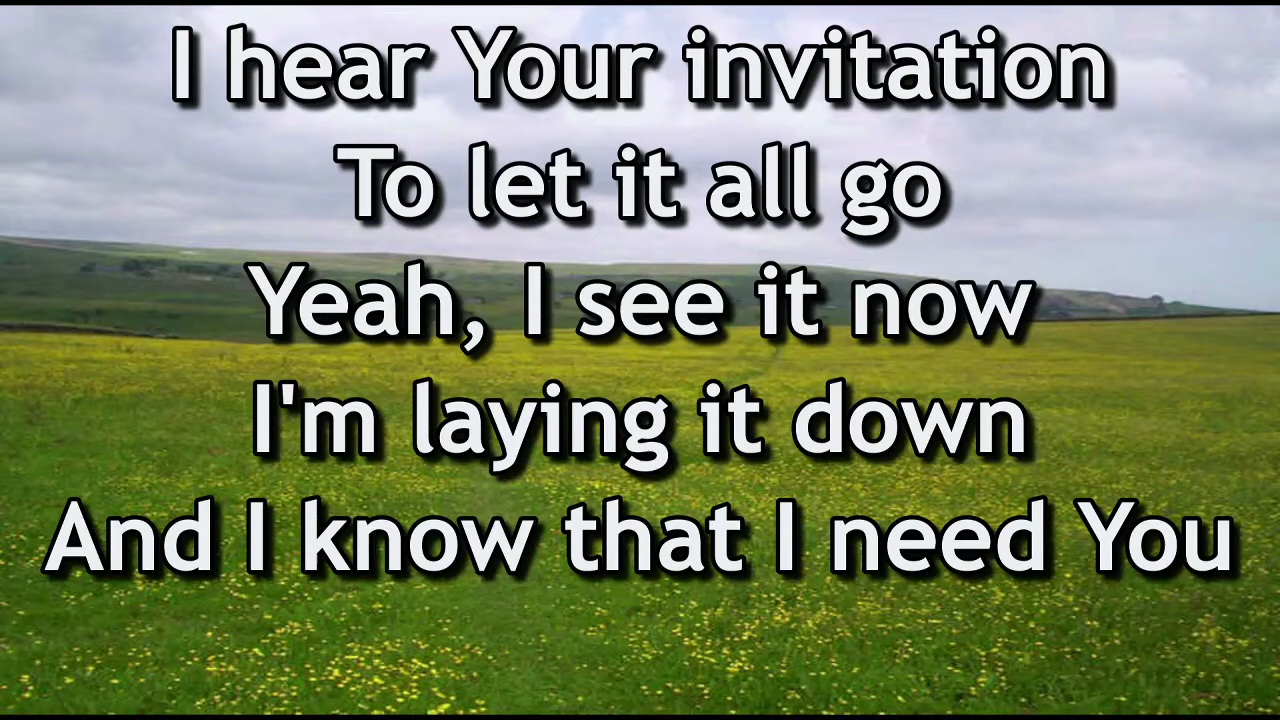 I hear Your invitation
To let it all go
Yeah, I see it now
I'm laying it down
And I know that I need You